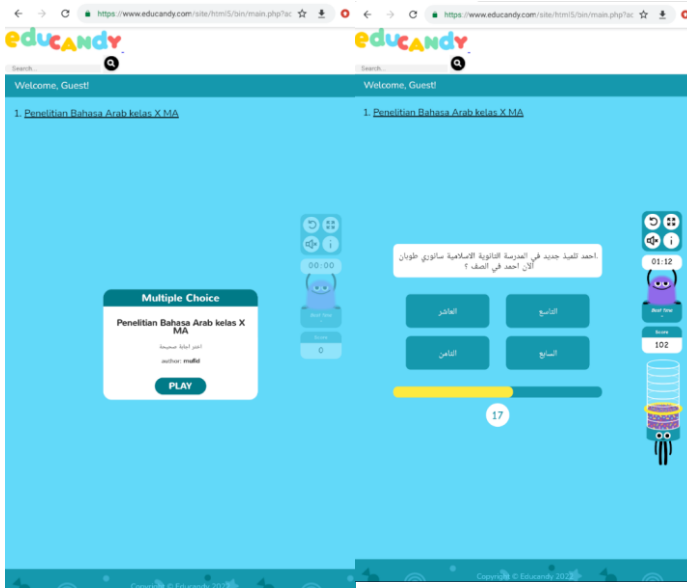 https://www.educandy.com/site/html5/bin/main.php?ac
eDUCANDY
Search...
Welcome, Guest!
1. Penelitian Bahasa Arab kelas X MA
00:00
Multiple Choice
Penelitian Bahasa Arab kelas X
MA
اختر اجابة صحيحة
author: mufid
PLAY
Best Time
-
Score
0
Copyright © Educandy 2022
https://www.educandy.com/site/html5/bin/main.php?ac
eDUCANDY
Search...
Welcome, Guest!
1. Penelitian Bahasa Arab kelas X MA
01:12
.احمد تلميذ جديد في المدرسة الثانوية الاسلامية سانوري طوبان
الآن احمد في الصف ؟
العاشر
التاسع
الثامن
السابع
17
Best Time
-
Score
102
Copyright © Educandy 2022